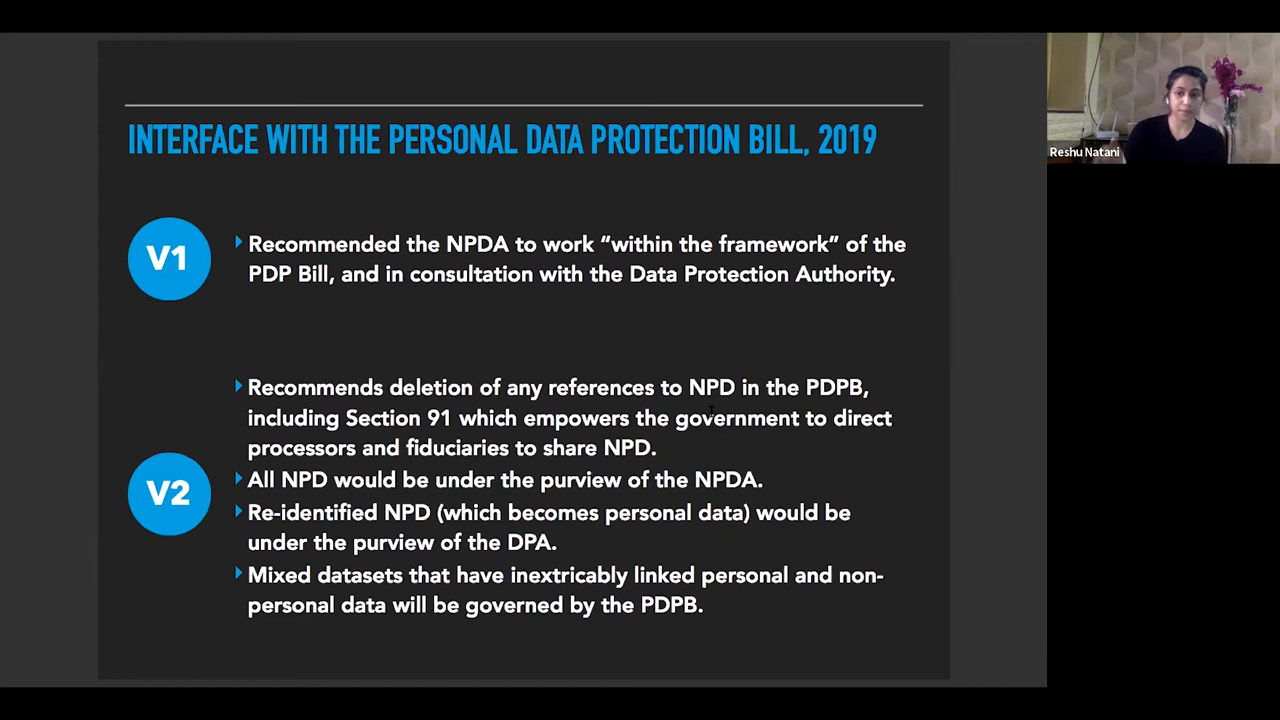 INTERFACE WITH THE PERSONAL DATA PROTECTION BILL, 2019
Reshu Natani
V1
Recommended the NPDA to work “within the framework” of the
PDP Bill, and in consultation with the Data Protection Authority.
V2
Recommends deletion of any references to NPD in the PDPB,
including Section 91 which empowers the government to direct
processors and fiduciaries to share NPD.
All NPD would be under the purview of the NPDA.
Re-identified NPD (which becomes personal data) would be
under the purview of the DPA.
Mixed datasets that have inextricably linked personal and non-
personal data will be governed by the PDPB.